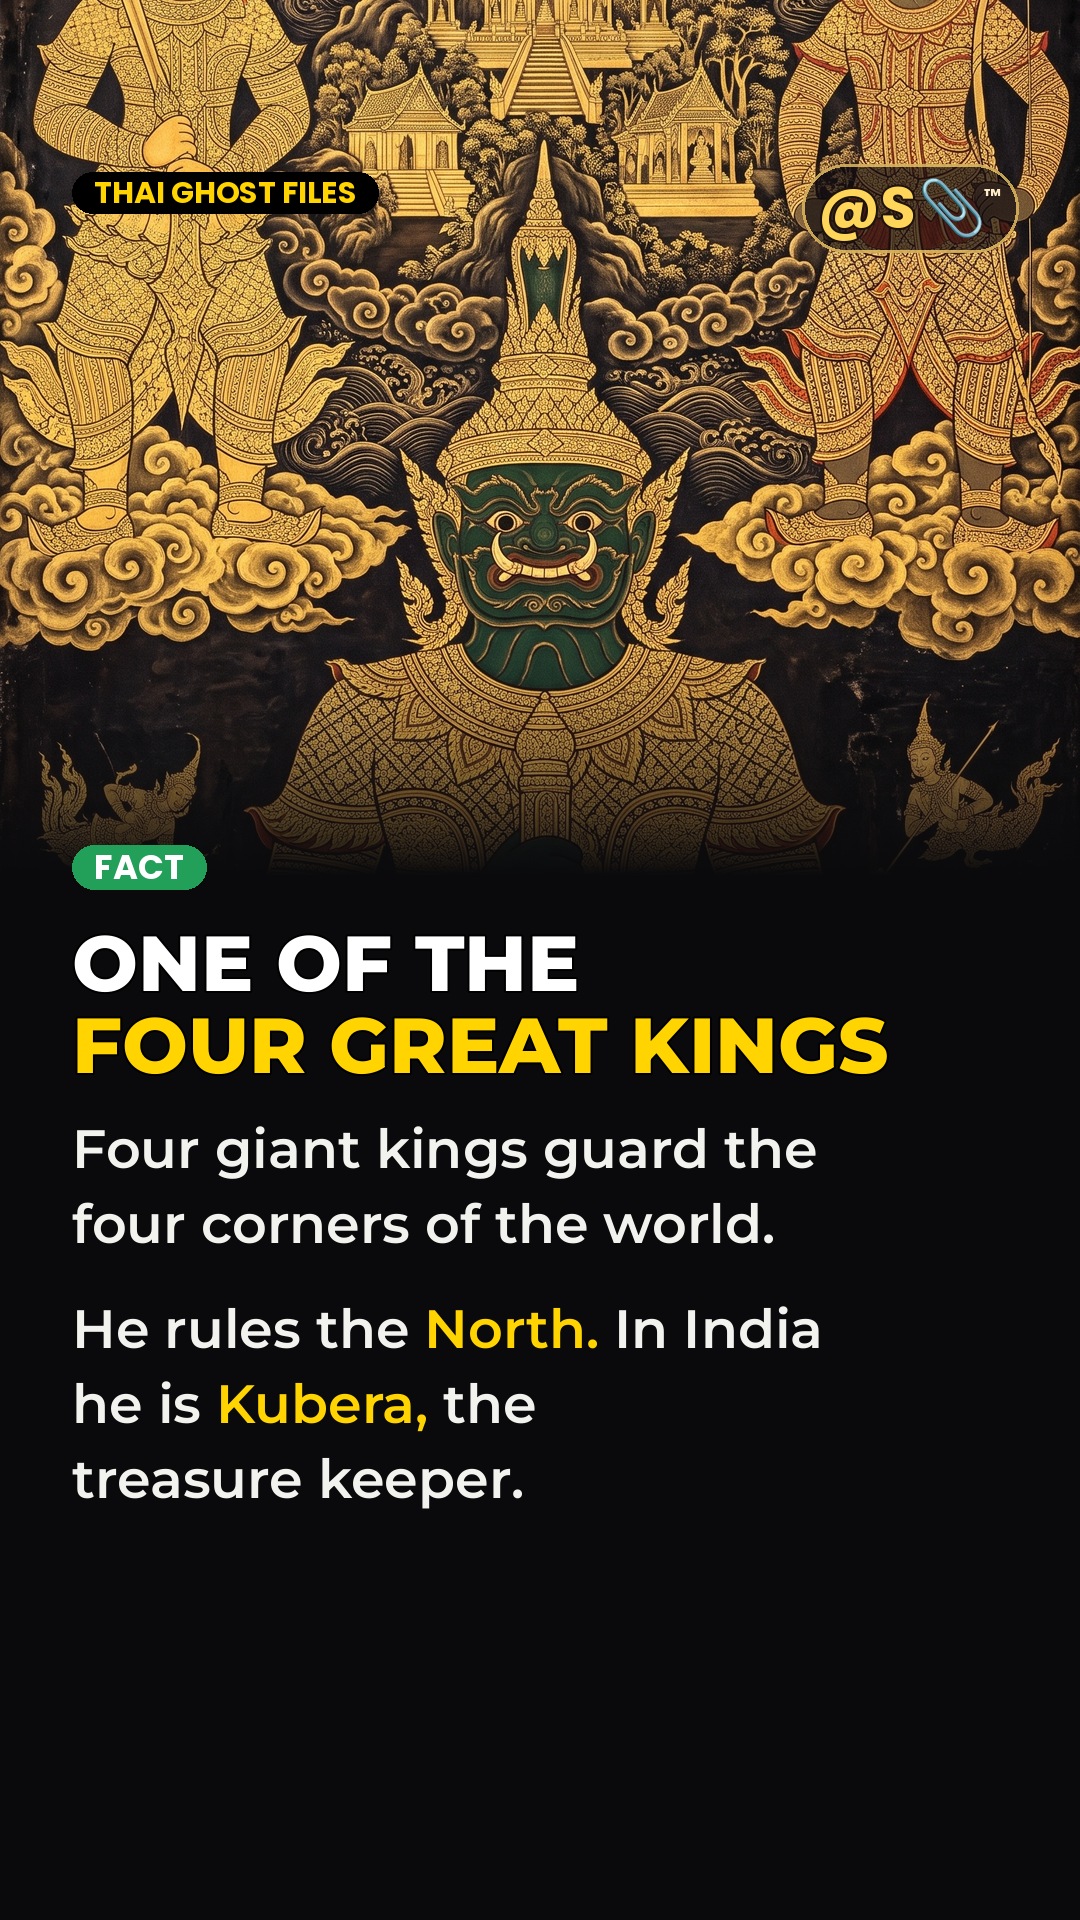 THAI GHOST FILES
@S📎™
FACT
ONE OF THE
FOUR GREAT KINGS
Four giant kings guard the
four corners of the world.
He rules the North. In India
he is Kubera, the
treasure keeper.